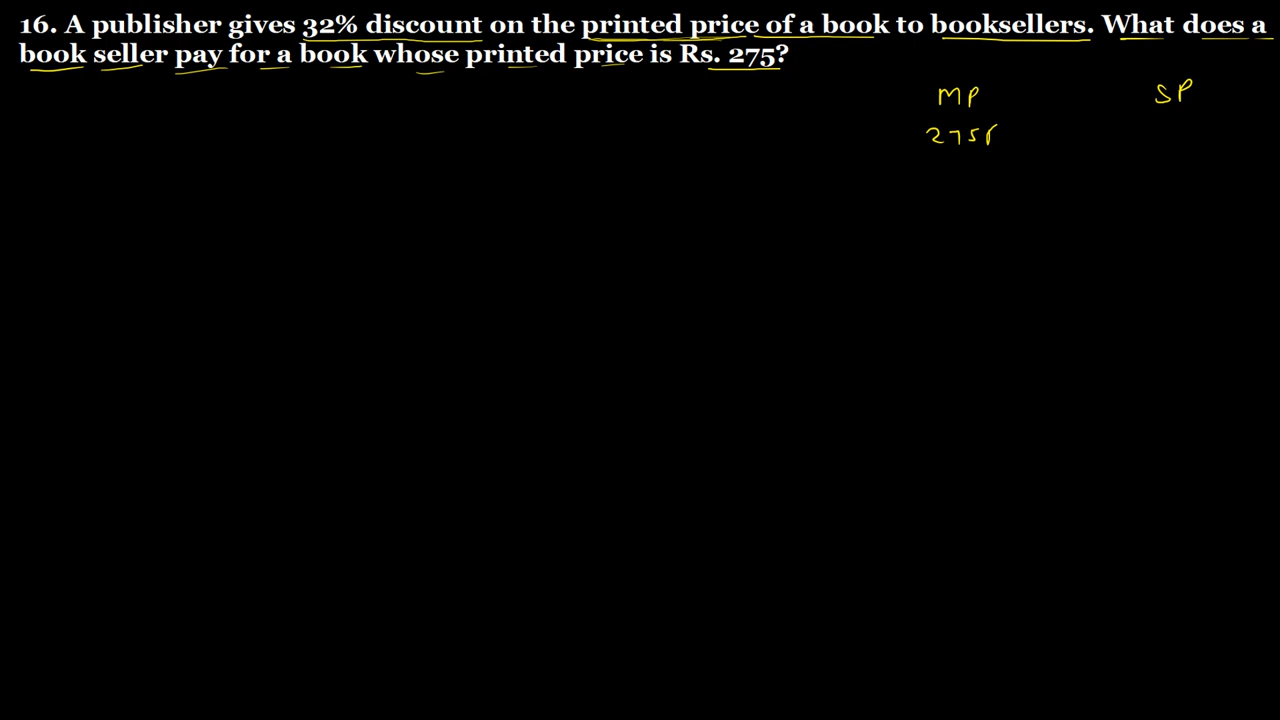 16. A publisher gives 32% discount on the printed price of a book to booksellers. What does a
book seller pay for a book whose printed price is Rs. 275?
MP SP
275